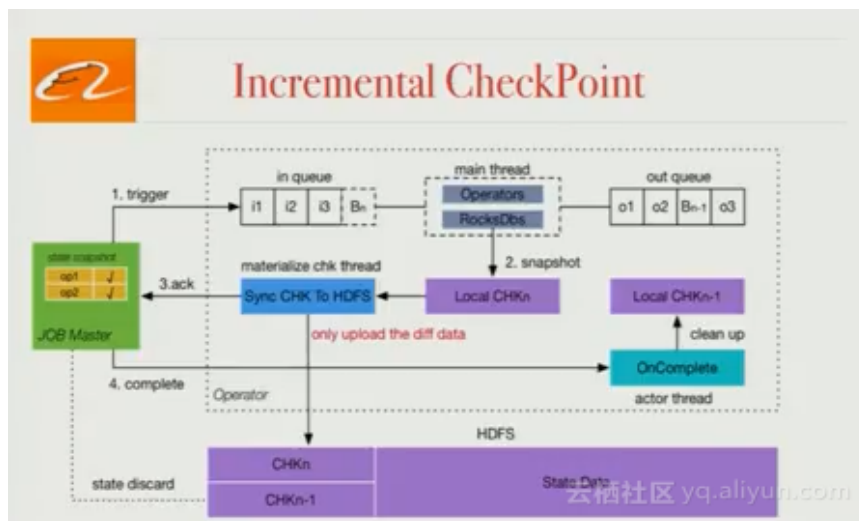 Incremental CheckPoint
in queue
main thread
out queue
1. trigger
i1
i2
i3
Bn
Operators
RocksDbs
o1
o2
Bn-1
o3
state snapshot
op1 √
op2 √
JOB Master
2. snapshot
materialize chk thread
3.ack
Sync CHK To HDFS
Local CHKn
Local CHKn-1
only upload the diff data
clean up
OnComplete
4. complete
Operator
actor thread
HDFS
CHKn
state discard
State Data
CHKn-1
云栖社区 yq.aliyun.com